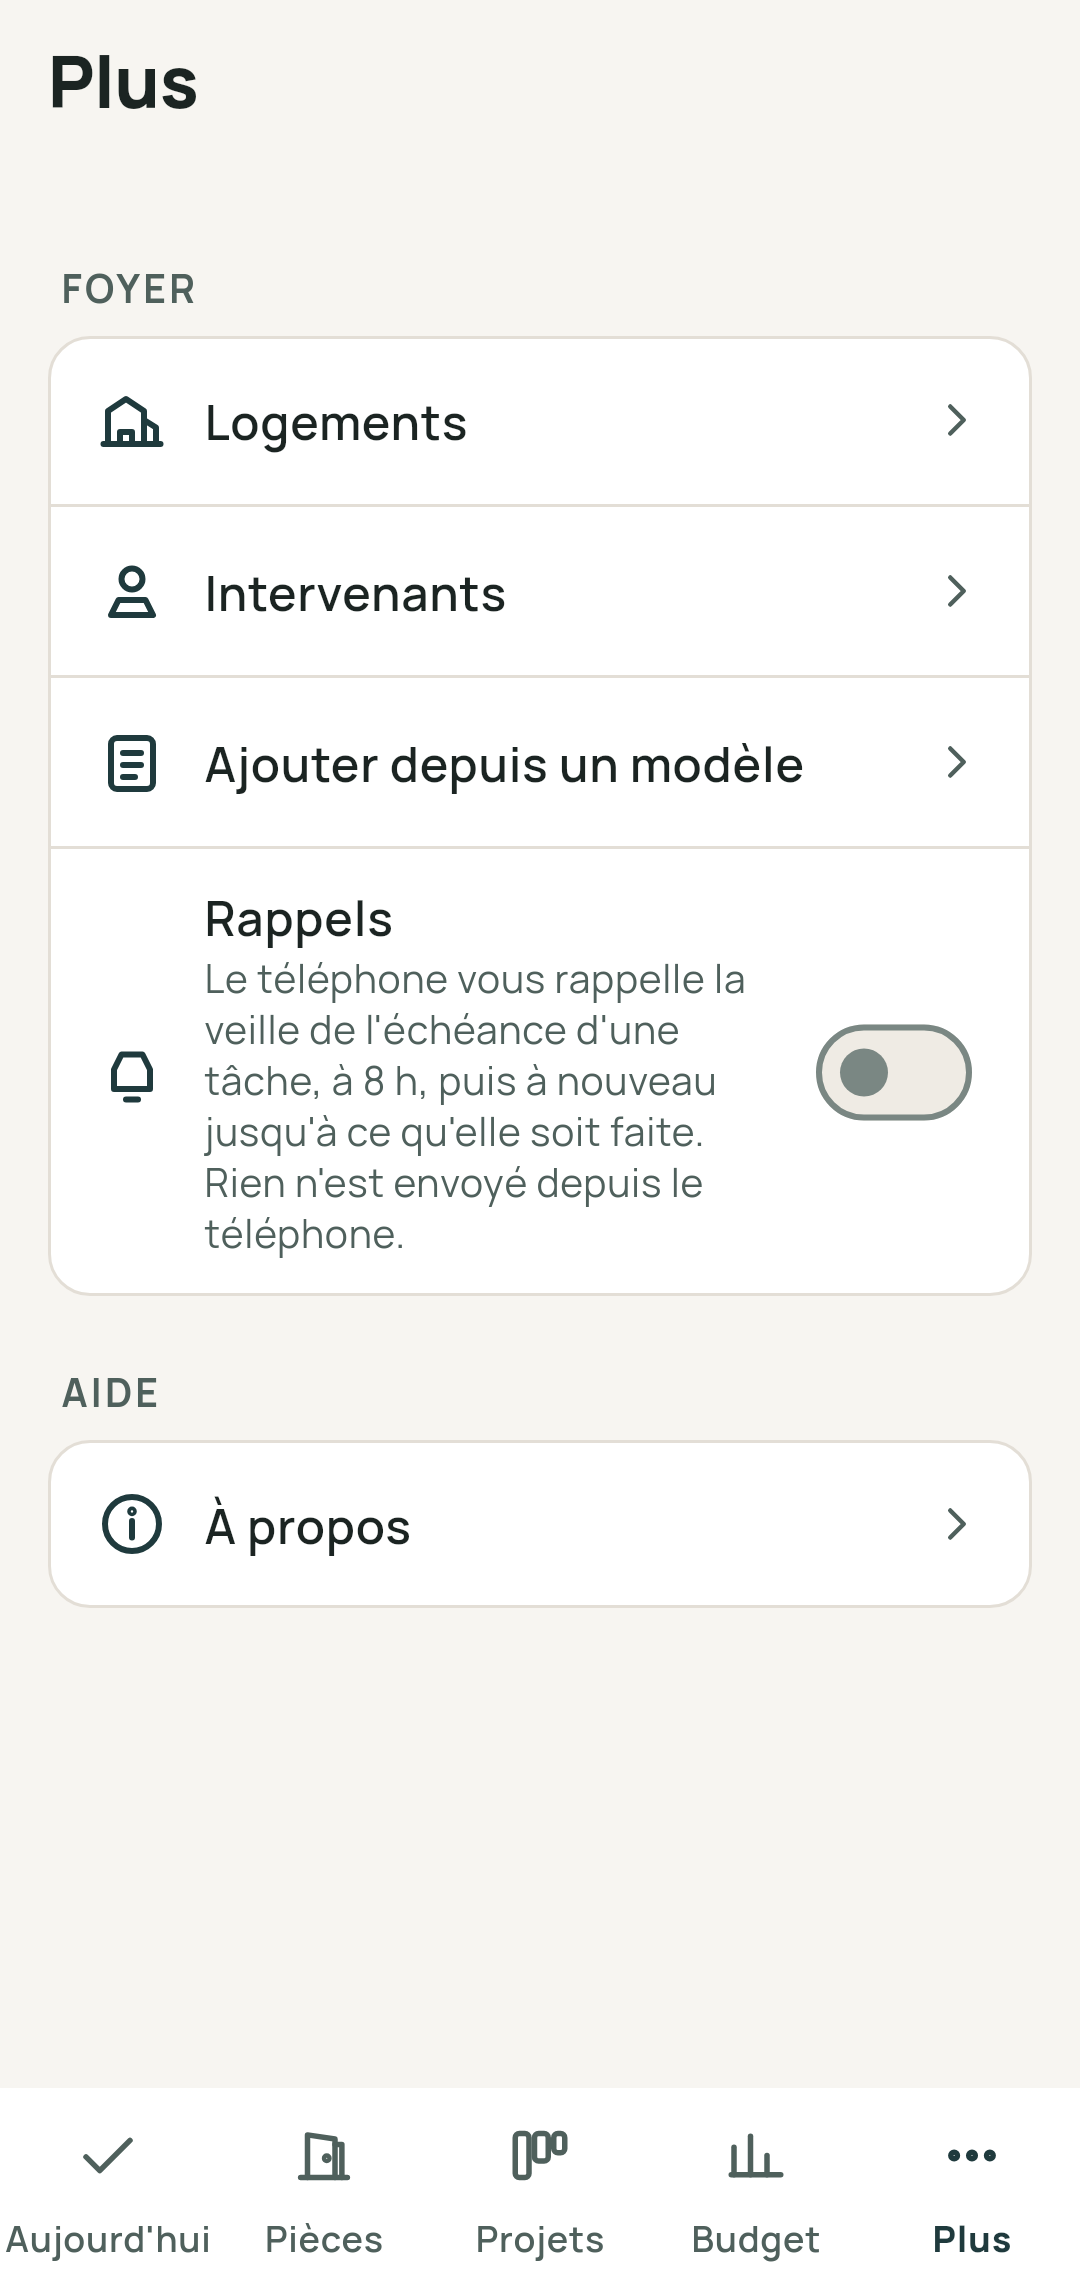 Plus
FOYER
Logements
Intervenants
Ajouter depuis un modèle
Rappels
Le téléphone vous rappelle la
veille de l'échéance d'une
tâche, à 8 h, puis à nouveau
jusqu'à ce qu'elle soit faite.
Rien n'est envoyé depuis le
téléphone.
AIDE
À propos
Aujourd'hui
Pièces
Projets
Budget
Plus